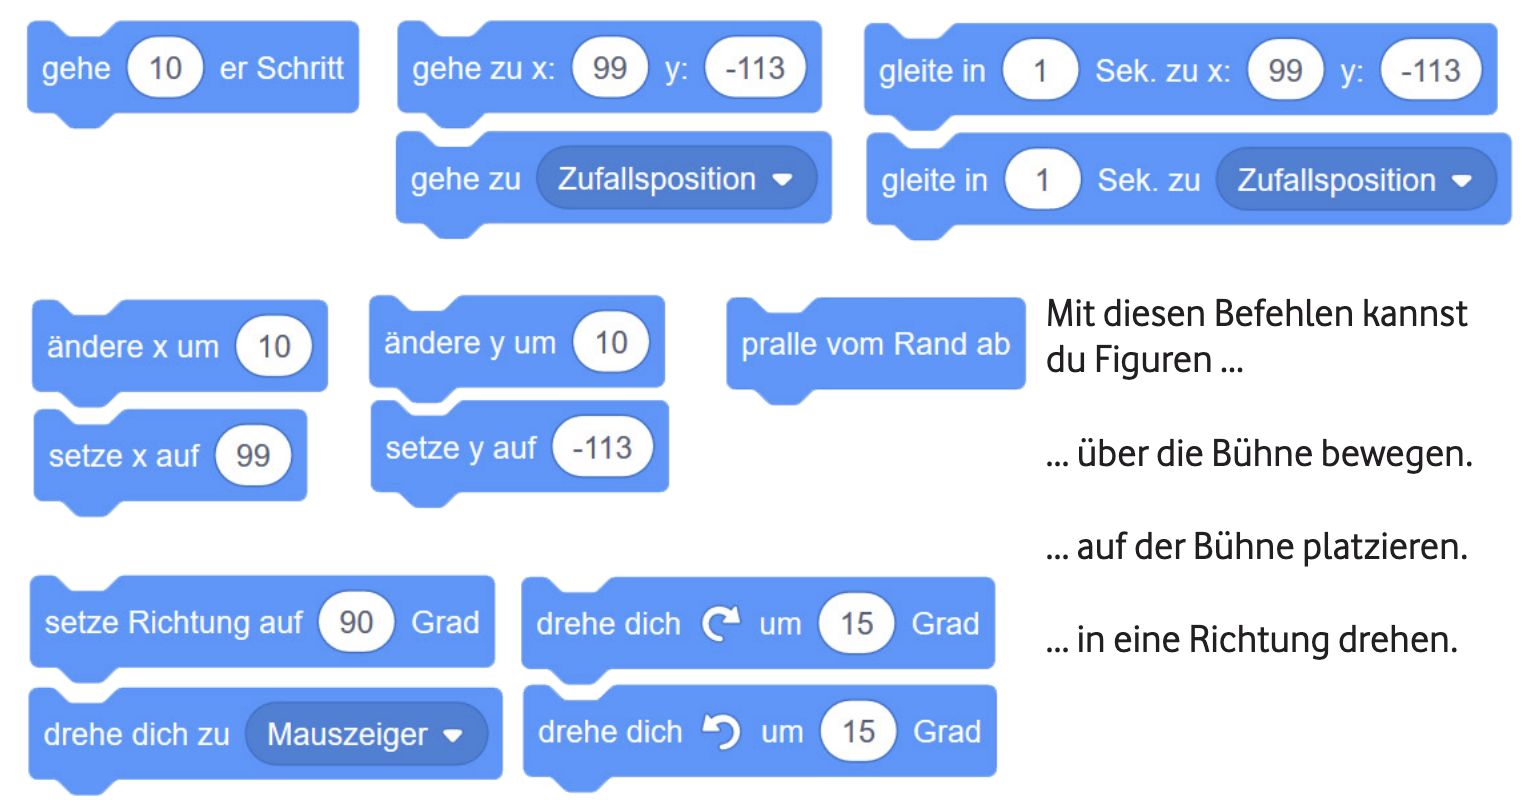 gehe 10 er Schritt
gehe zu x: 99 y: -113
gleite in 1 Sek. zu x: 99 y: -113
gehe zu Zufallsposition
gleite in 1 Sek. zu Zufallsposition
ändere x um 10
ändere y um 10
pralle vom Rand ab
setze x auf 99
setze y auf -113
Mit diesen Befehlen kannst
du Figuren ...
... über die Bühne bewegen.
... auf der Bühne platzieren.
... in eine Richtung drehen.
setze Richtung auf 90 Grad
drehe dich um 15 Grad
drehe dich zu Mauszeiger
drehe dich um 15 Grad